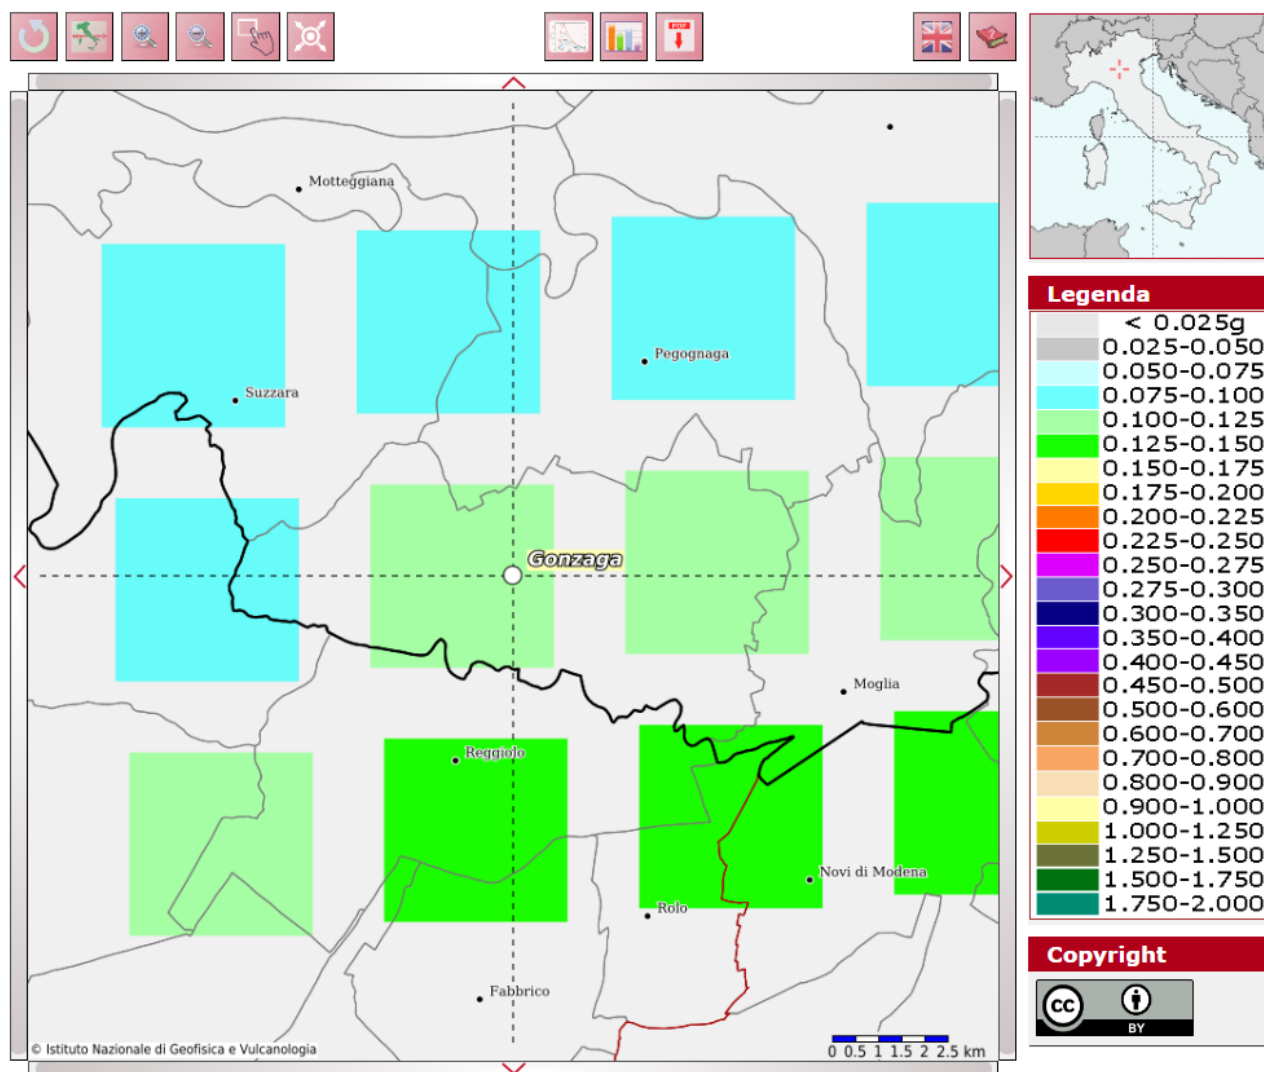 PDF
?
Motteggiana
Pegognaga
Suzzara
Gonzaga
Moglia
Reggiolo
Novi di Modena
Rolo
Fabbrico
© Istituto Nazionale di Geofisica e Vulcanologia
0 0.5 1 1.5 2 2.5 km
Legenda
< 0.025g
0.025-0.050
0.050-0.075
0.075-0.100
0.100-0.125
0.125-0.150
0.150-0.175
0.175-0.200
0.200-0.225
0.225-0.250
0.250-0.275
0.275-0.300
0.300-0.350
0.350-0.400
0.400-0.450
0.450-0.500
0.500-0.600
0.600-0.700
0.700-0.800
0.800-0.900
0.900-1.000
1.000-1.250
1.250-1.500
1.500-1.750
1.750-2.000
Copyright
cc
BY